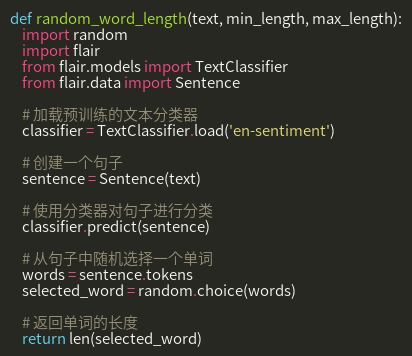 def random_word_length(text, min_length, max_length):
import random
import flair
from flair.models import TextClassifier
from flair.data import Sentence
# 加载预训练的文本分类器
classifier = TextClassifier.load('en-sentiment')
# 创建一个句子
sentence = Sentence(text)
# 使用分类器对句子进行分类
classifier.predict(sentence)
# 从句子中随机选择一个单词
words = sentence.tokens
selected_word = random.choice(words)
# 返回单词的长度
return len(selected_word)